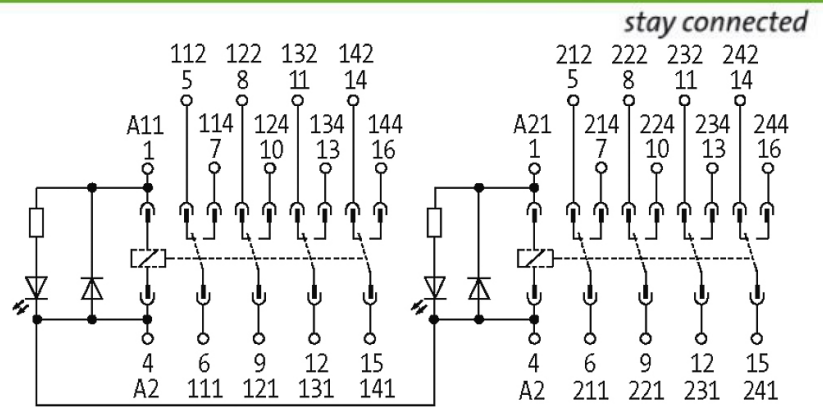 stay connected
112 122 132 142 212 222 232 242
5 8 11 14 5 8 11 14
A11 114 124 134 144 A21 214 224 234 244
1 7 10 13 16 1 7 10 13 16
4 6 9 12 15 4 6 9 12 15
A2 111 121 131 141 A2 211 221 231 241